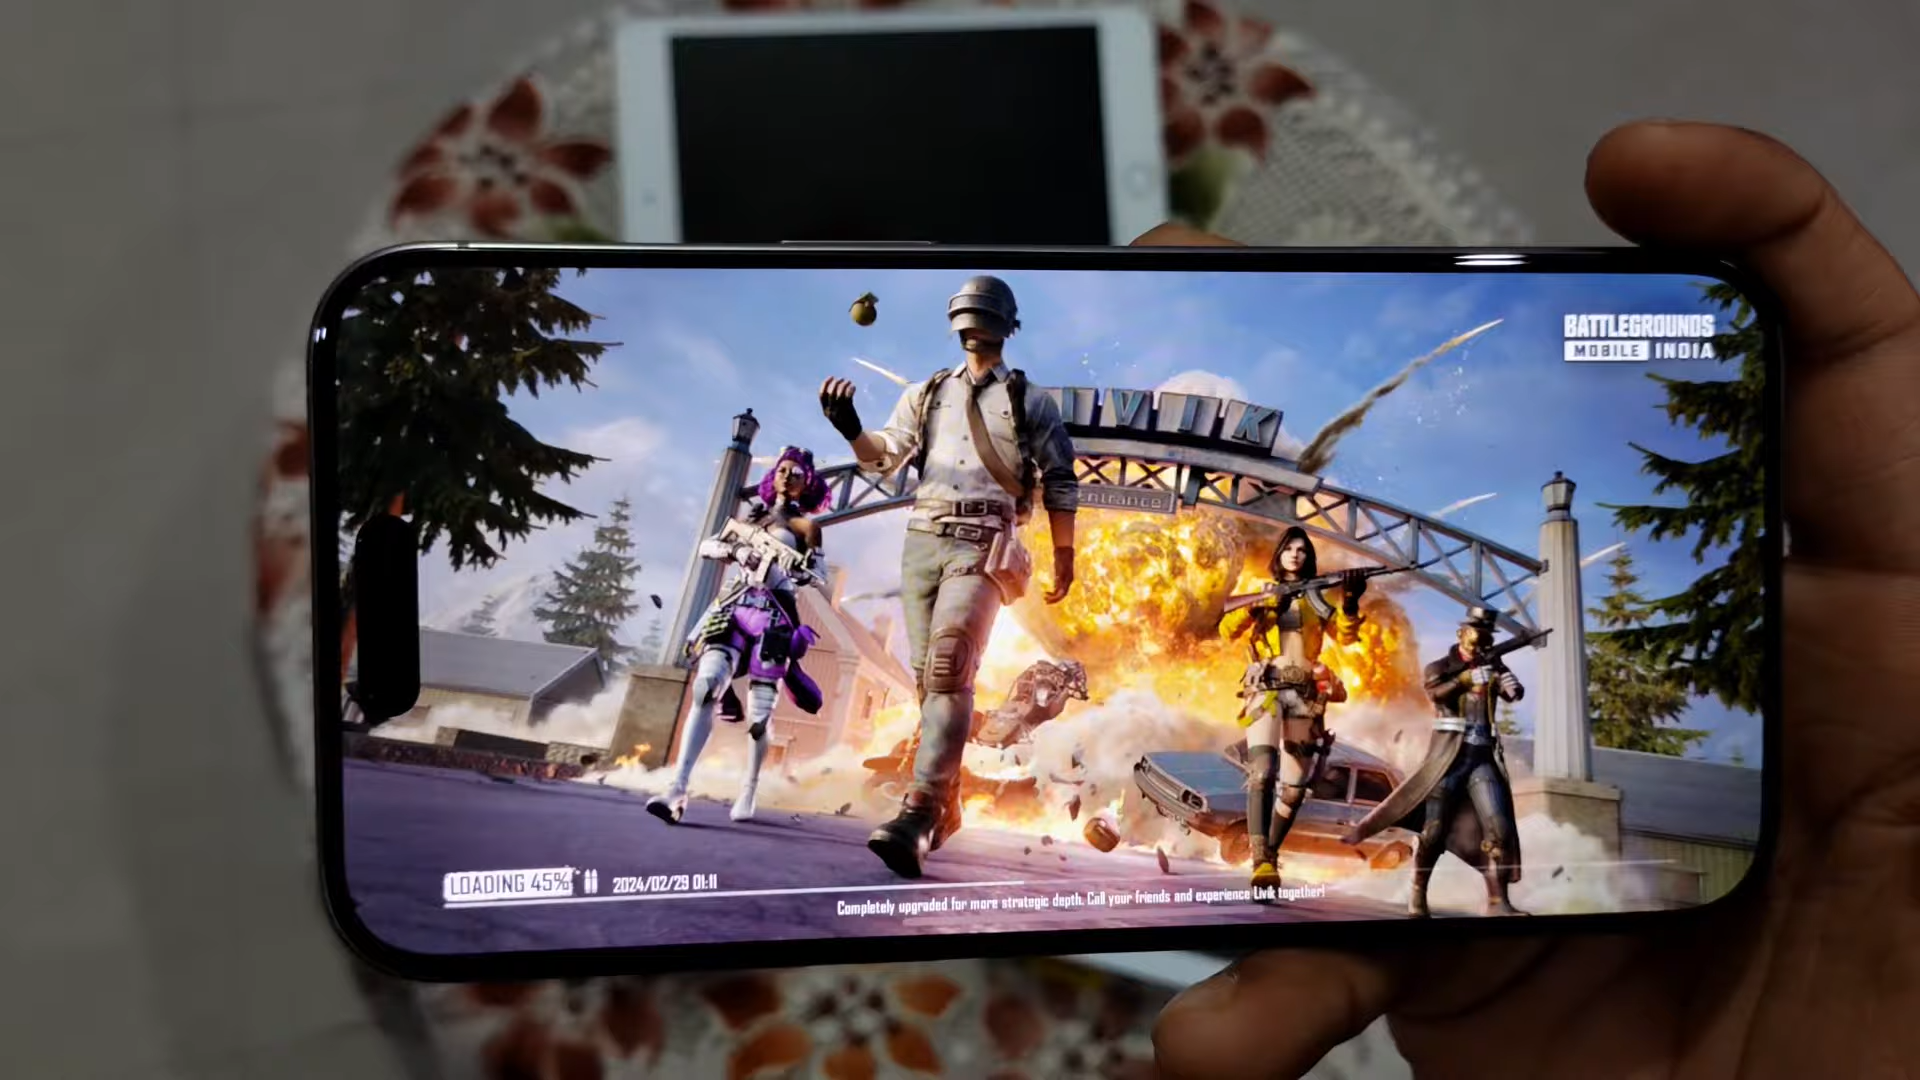 BATTLEGROUNDS
MOBILE INDIA
IVIK
Entrance
LOADING 45%
2024/02/29 01:11
Completely upgraded for more strategic depth. Call your friends and experience Livik together!